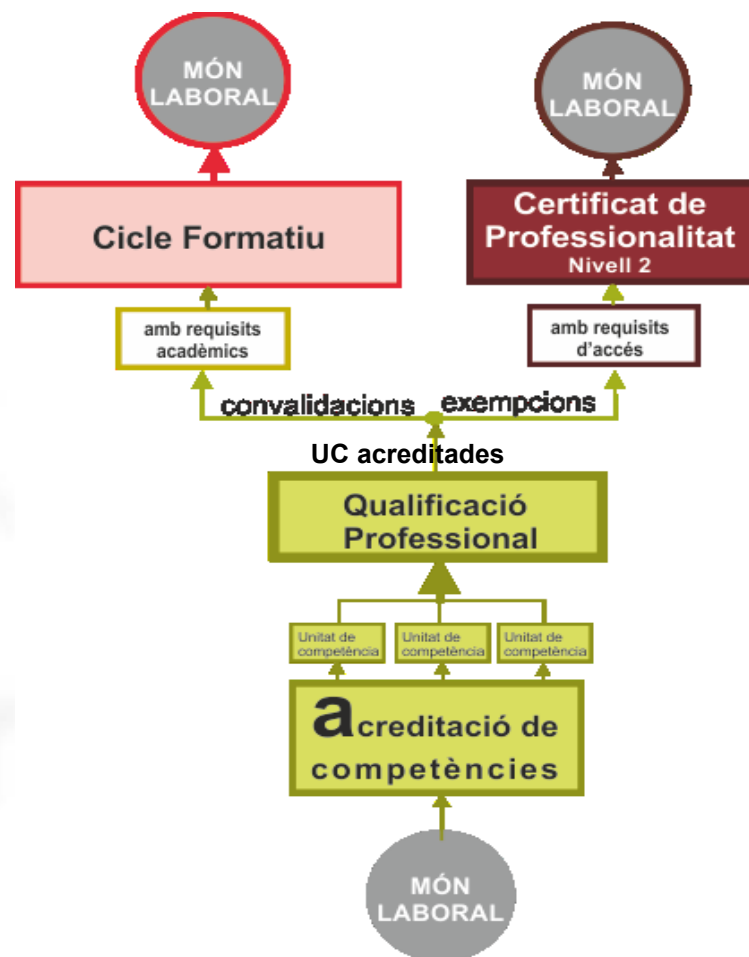 MÓN
LABORAL
MÓN
LABORAL
Cicle Formatiu
Certificat de
Professionalitat
Nivell 2
amb requisits
acadèmics
amb requisits
d'accés
convalidacions
exempcions
UC acreditades
Qualificació
Professional
Unitat de
competència
Unitat de
competència
Unitat de
competència
acreditació de
competències
MÓN
LABORAL